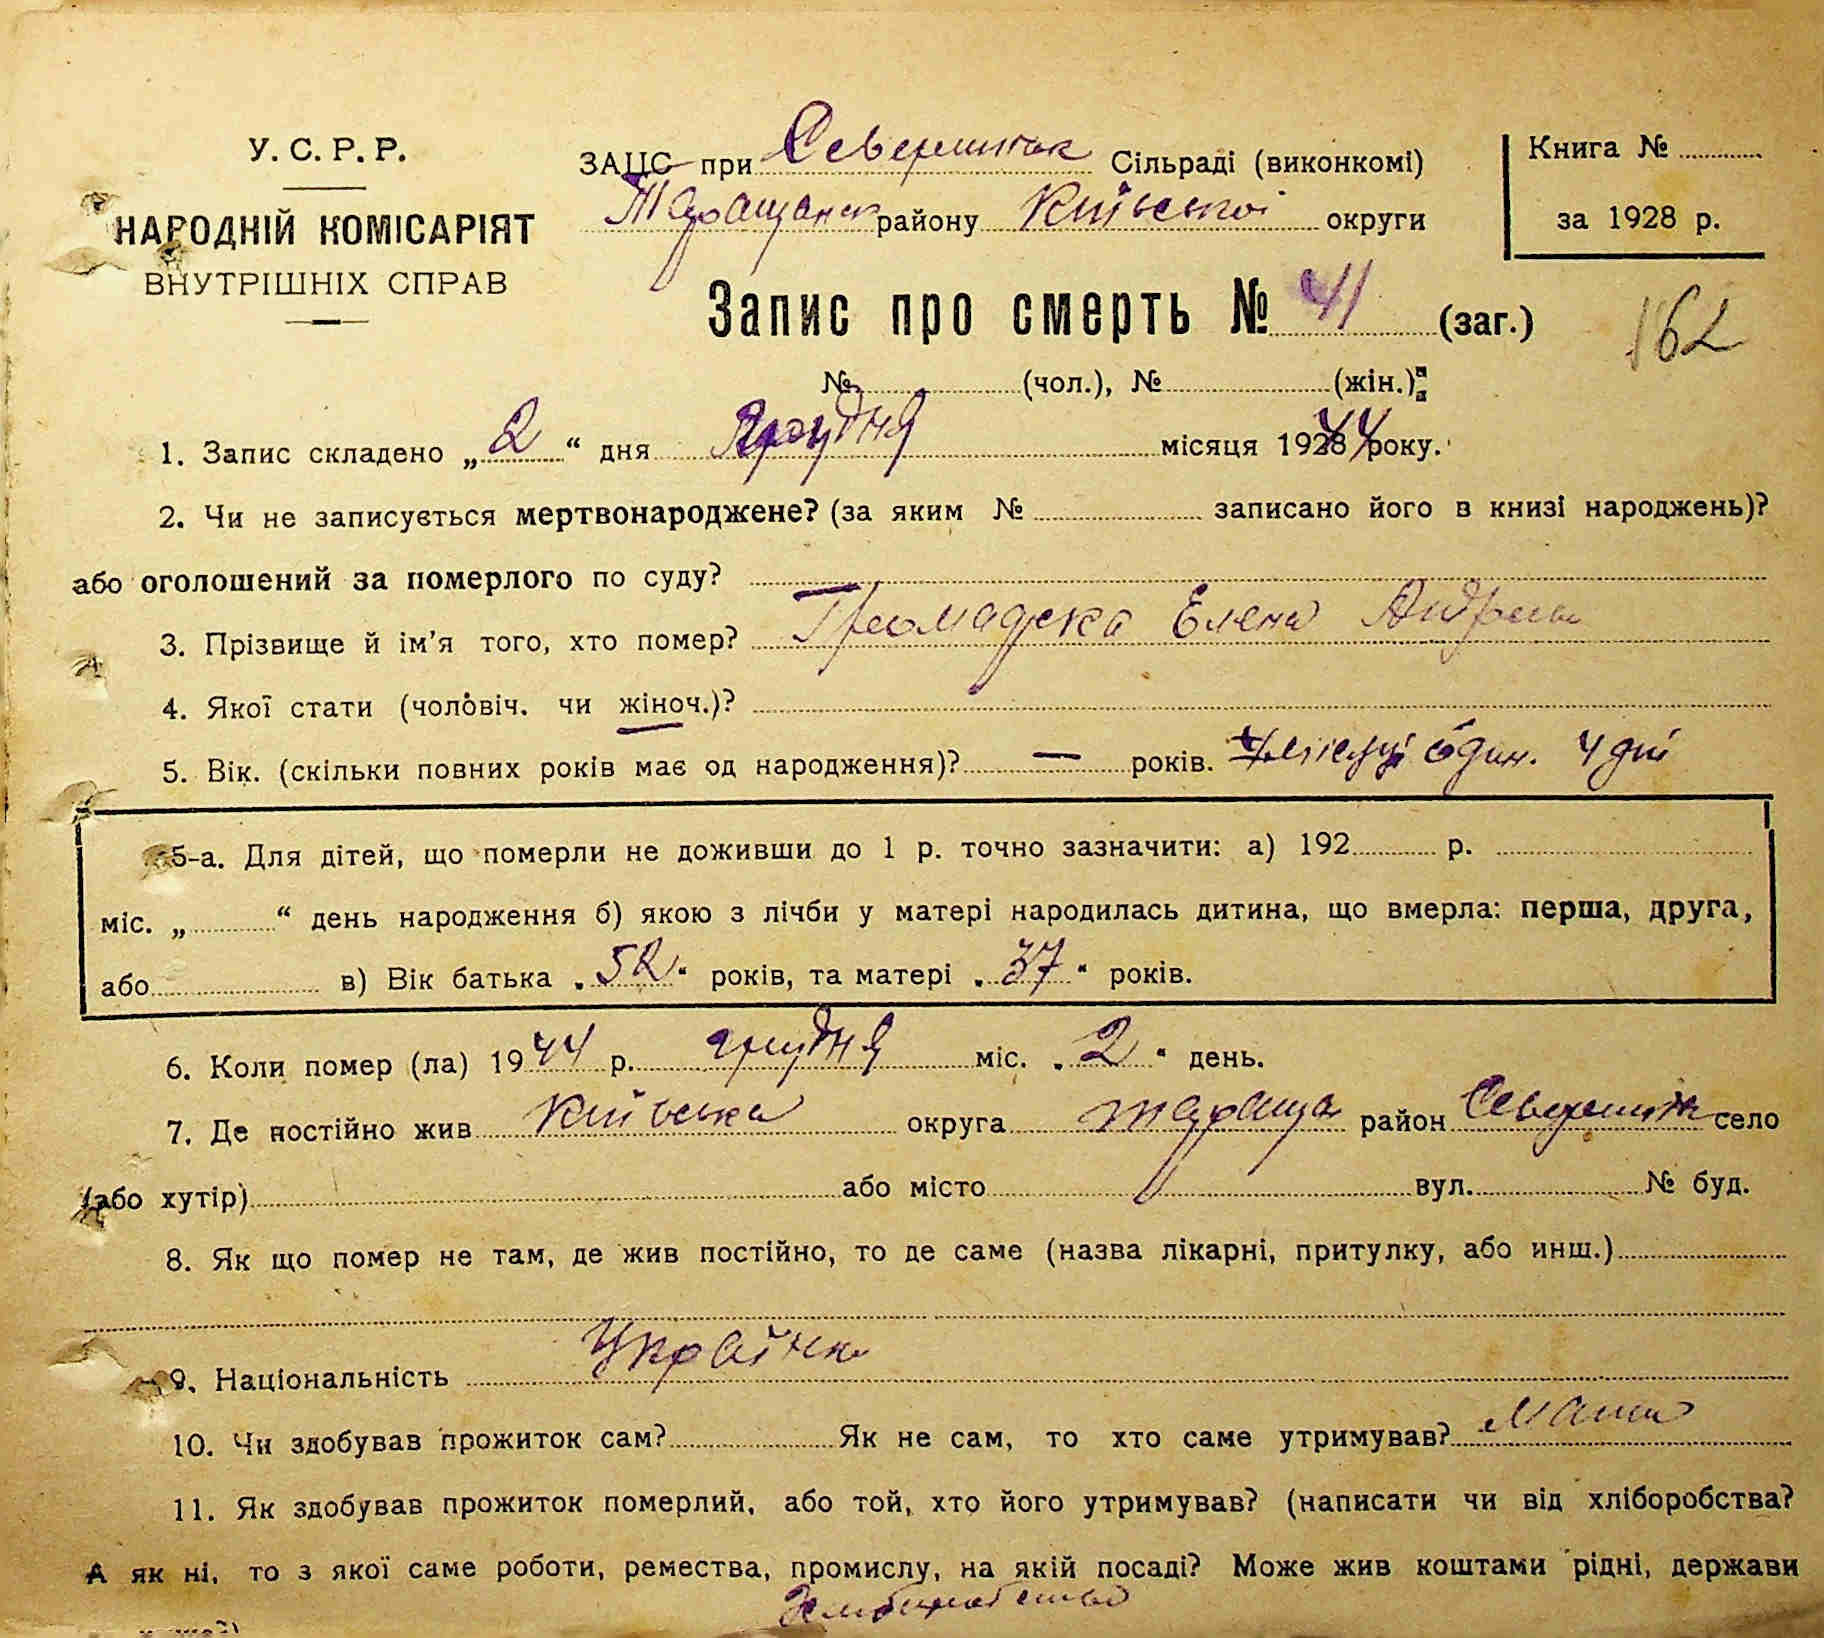 У. С. Р. Р.
НАРОДНІЙ КОМІСАРІЯТ
ВНУТРІШНІХ СПРАВ
ЗАЦС при Северинськ Сільраді (виконкомі)
Таращанськ району Київської округи
Книга №
за 1928 р.
Запис про смерть № 41 (заг.)
162
№ (чол.), № (жін.)
1. Запис складено „ 2 “ дня грудня місяця 1944 року.
2. Чи не записується мертвонароджене? (за яким № записано його в книзі народжень)?
або оголошений за померлого по суду?
3. Прізвище й ім'я того, хто помер? Громадска Елена Андреев
4. Якої стати (чоловіч. чи жіноч.)?
5. Вік. (скільки повних років має од народження)? — років. місяці один. 4 дні
5-а. Для дітей, що померли не доживши до 1 р. точно зазначити: а) 192 р.
міс. „ “ день народження б) якою з лічби у матері народилась дитина, що вмерла: перша, друга,
або в) Вік батька „ 52 “ років, та матері „ 37 “ років.
6. Коли помер (ла) 1944 р. грудня міс. „ 2 “ день.
7. Де постійно жив Київська округа Тараща район Северинк село
(або хутір) або місто вул. № буд.
8. Як що помер не там, де жив постійно, то де саме (назва лікарні, притулку, або инш.)
9. Національність Українка
10. Чи здобував прожиток сам? Як не сам, то хто саме утримував? Мати
11. Як здобував прожиток померлий, або той, хто його утримував? (написати чи від хліборобства?
А як ні, то з якої саме роботи, ремества, промислу, на якій посаді? Може жив коштами рідні, держави